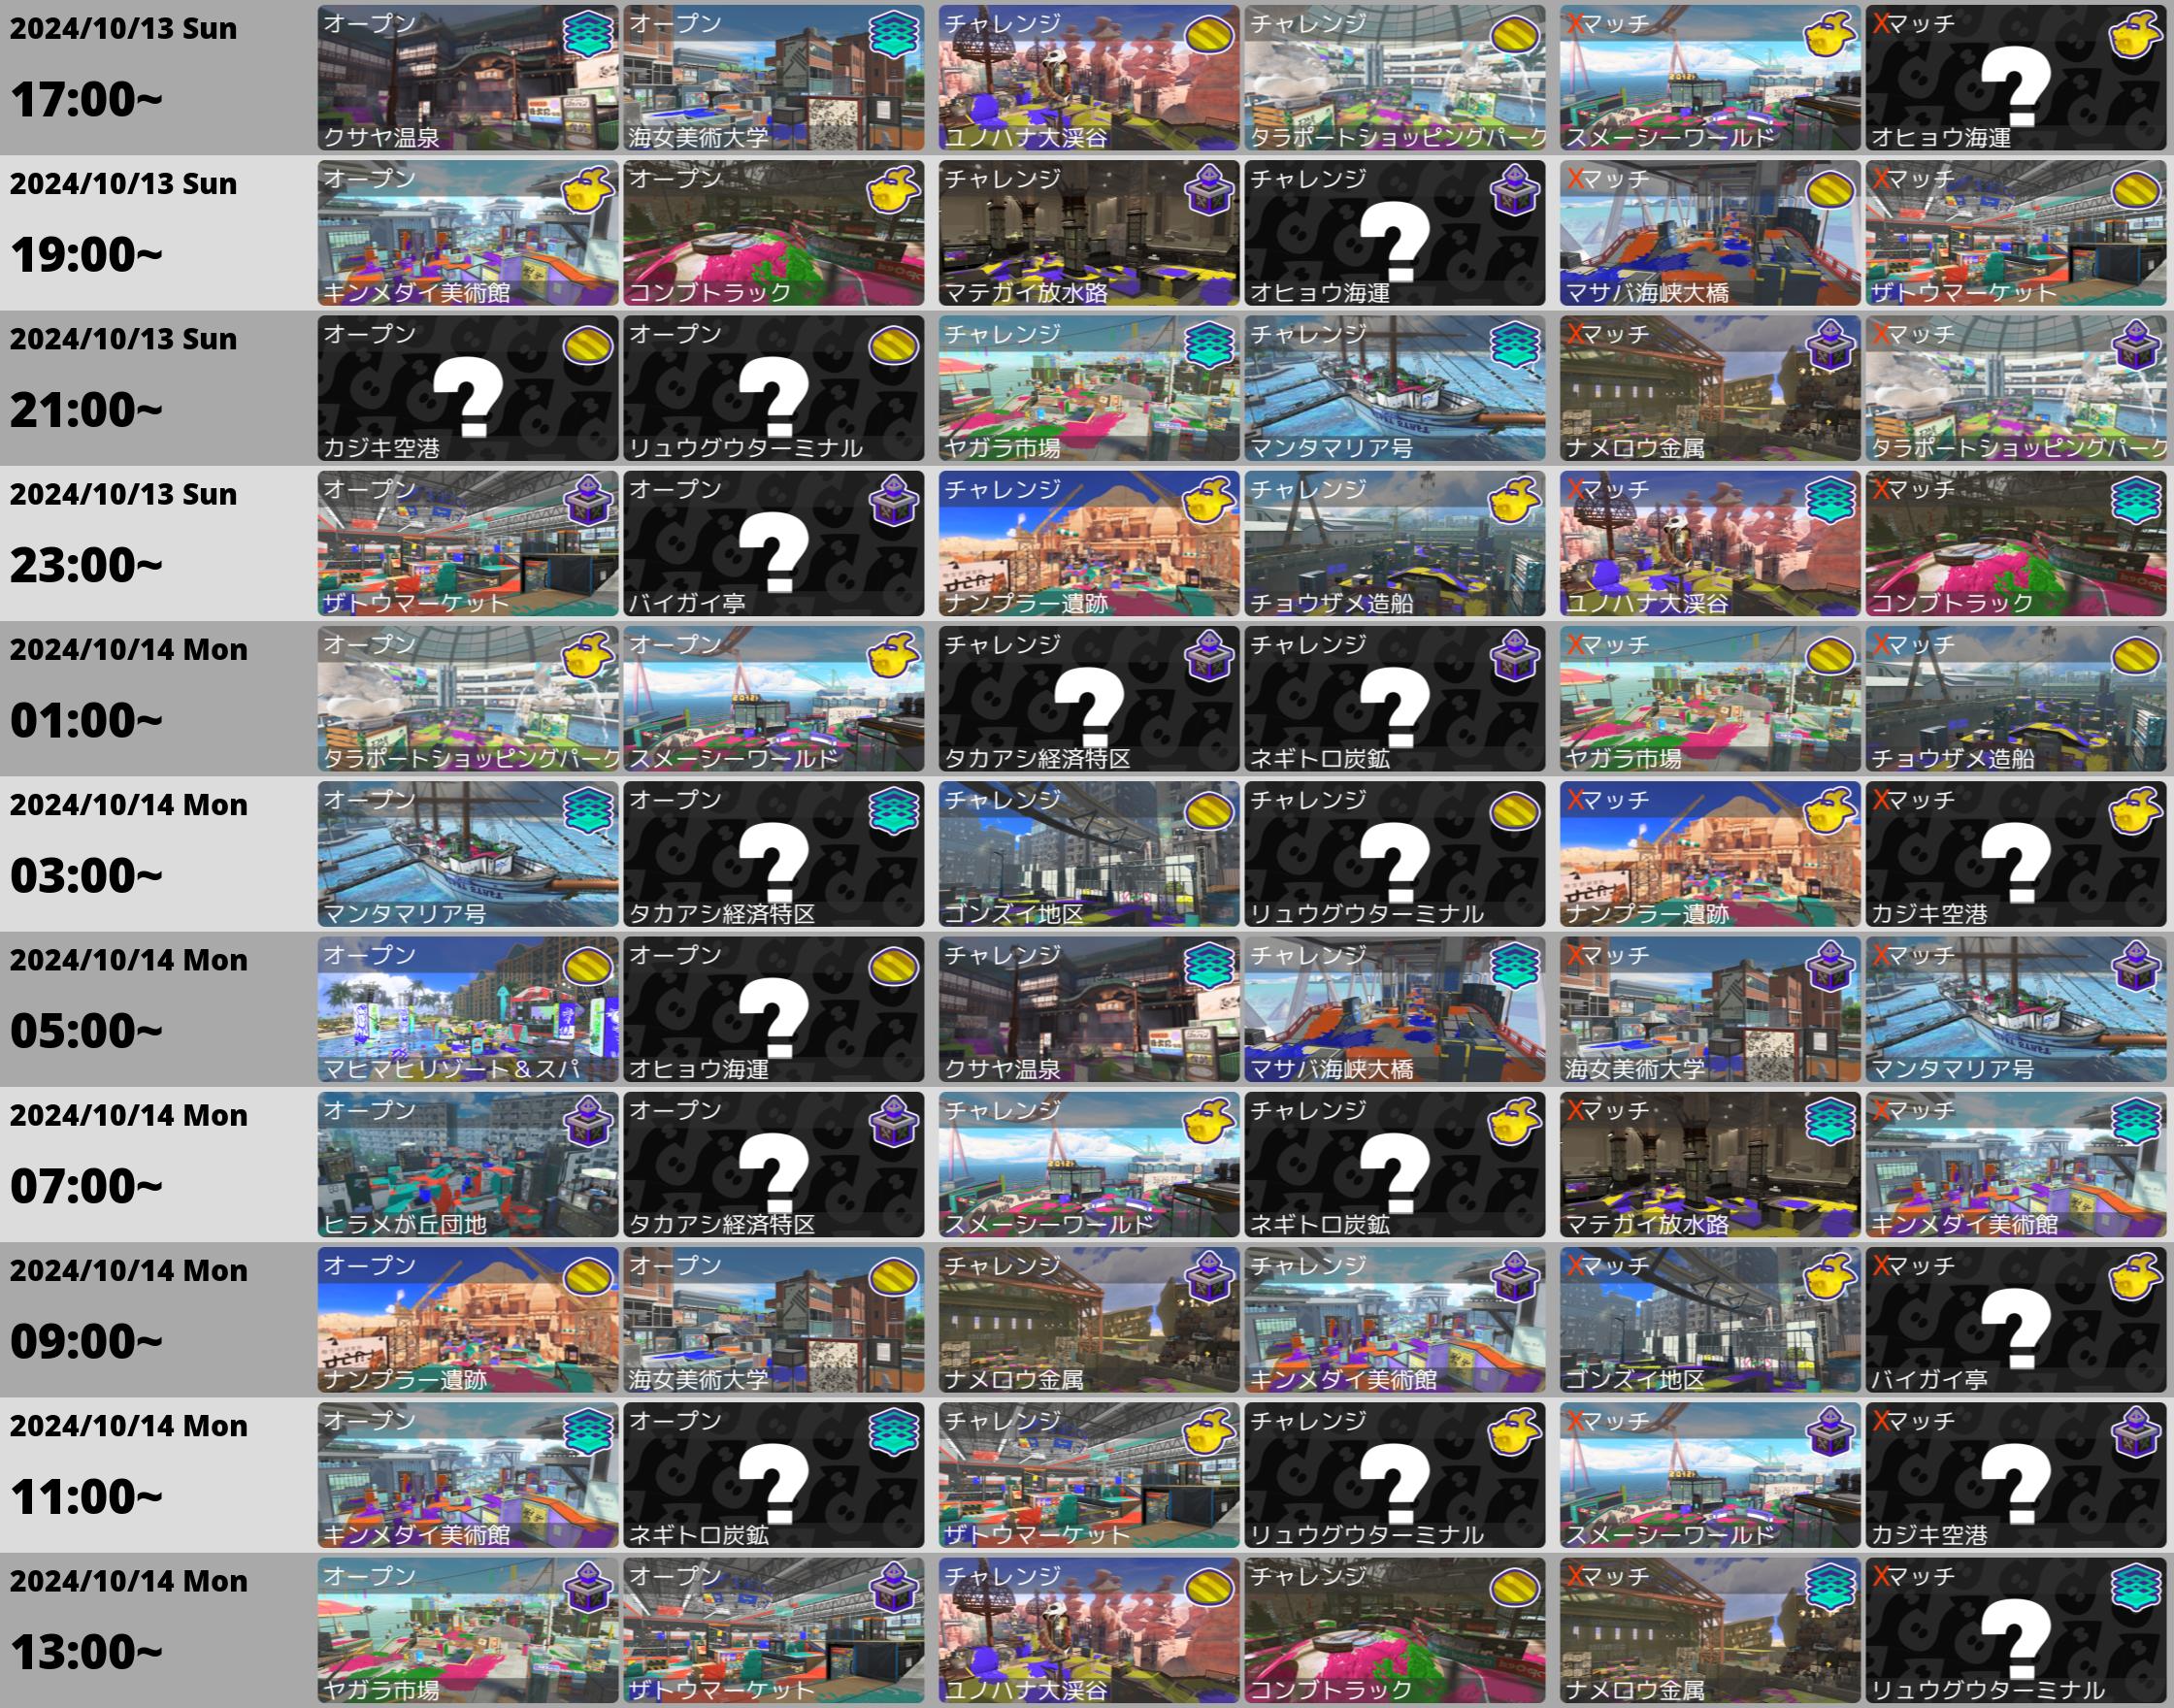 2024/10/13 Sun
17:00~
オープン
クサヤ温泉
オープン
海女美術大学
チャレンジ
ユノハナ大渓谷
チャレンジ
タラポートショッピングパーク
Xマッチ
スメーシーワールド
Xマッチ
?
オヒョウ海運
2024/10/13 Sun
19:00~
オープン
キンメダイ美術館
オープン
コンブトラック
チャレンジ
マテガイ放水路
チャレンジ
?
オヒョウ海運
Xマッチ
マサバ海峡大橋
Xマッチ
ザトウマーケット
2024/10/13 Sun
21:00~
オープン
?
カジキ空港
オープン
?
リュウグウターミナル
チャレンジ
ヤガラ市場
チャレンジ
マンタマリア号
Xマッチ
ナメロウ金属
Xマッチ
タラポートショッピングパーク
2024/10/13 Sun
23:00~
オープン
ザトウマーケット
オープン
?
バイガイ亭
チャレンジ
ナンプラー遺跡
チャレンジ
チョウザメ造船
Xマッチ
ユノハナ大渓谷
Xマッチ
コンブトラック
2024/10/14 Mon
01:00~
オープン
タラポートショッピングパーク
オープン
スメーシーワールド
チャレンジ
?
タカアシ経済特区
チャレンジ
?
ネギトロ炭鉱
Xマッチ
ヤガラ市場
Xマッチ
チョウザメ造船
2024/10/14 Mon
03:00~
オープン
マンタマリア号
オープン
?
タカアシ経済特区
チャレンジ
ゴンズイ地区
チャレンジ
?
リュウグウターミナル
Xマッチ
ナンプラー遺跡
Xマッチ
?
カジキ空港
2024/10/14 Mon
05:00~
オープン
マヒマヒリゾート＆スパ
オープン
?
オヒョウ海運
チャレンジ
クサヤ温泉
チャレンジ
マサバ海峡大橋
Xマッチ
海女美術大学
Xマッチ
マンタマリア号
2024/10/14 Mon
07:00~
オープン
ヒラメが丘団地
オープン
?
タカアシ経済特区
チャレンジ
スメーシーワールド
チャレンジ
?
ネギトロ炭鉱
Xマッチ
マテガイ放水路
Xマッチ
キンメダイ美術館
2024/10/14 Mon
09:00~
オープン
ナンプラー遺跡
オープン
海女美術大学
チャレンジ
ナメロウ金属
チャレンジ
キンメダイ美術館
Xマッチ
ゴンズイ地区
Xマッチ
?
バイガイ亭
2024/10/14 Mon
11:00~
オープン
キンメダイ美術館
オープン
?
ネギトロ炭鉱
チャレンジ
ザトウマーケット
チャレンジ
?
リュウグウターミナル
Xマッチ
スメーシーワールド
Xマッチ
?
カジキ空港
2024/10/14 Mon
13:00~
オープン
ヤガラ市場
オープン
ザトウマーケット
チャレンジ
ユノハナ大渓谷
チャレンジ
コンブトラック
Xマッチ
ナメロウ金属
Xマッチ
?
リュウグウターミナル